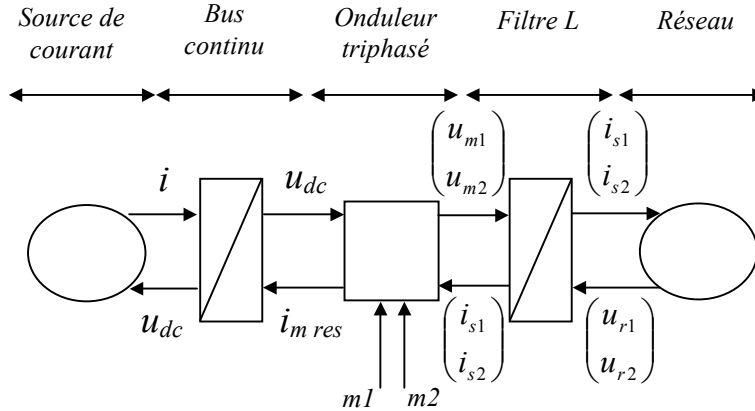 Source de courant
Bus continu
Onduleur triphasé
Filtre L
Réseau
i
u_dc
(u_m1 u_m2)
(i_s1 i_s2)
u_dc
i_m res
(i_s1 i_s2)
(u_r1 u_r2)
m1 m2